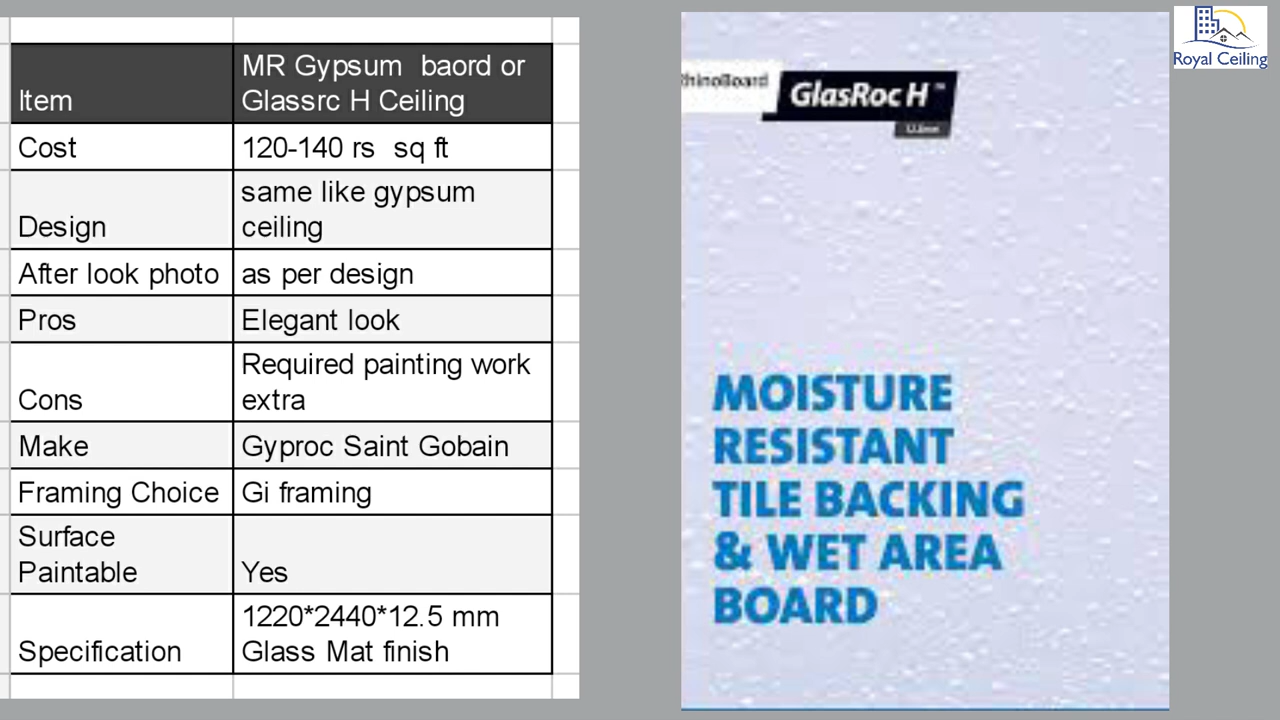 Item
MR Gypsum baord or
Glassrc H Ceiling
Cost
120-140 rs sq ft
Design
same like gypsum
ceiling
After look photo
as per design
Pros
Elegant look
Cons
Required painting work
extra
Make
Gyproc Saint Gobain
Framing Choice
Gi framing
Surface
Paintable
Yes
Specification
1220*2440*12.5 mm
Glass Mat finish
hinoBoard
GlasRoc H ™
MOISTURE
RESISTANT
TILE BACKING
& WET AREA
BOARD
Royal Ceiling